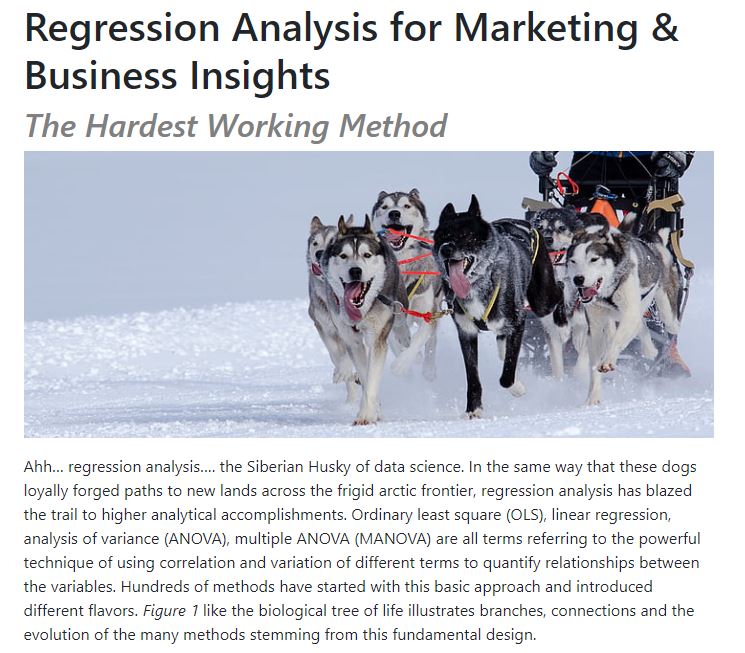 Regression Analysis for Marketing &
Business Insights
The Hardest Working Method
Ahh... regression analysis.... the Siberian Husky of data science. In the same way that these dogs
loyally forged paths to new lands across the frigid arctic frontier, regression analysis has blazed
the trail to higher analytical accomplishments. Ordinary least square (OLS), linear regression,
analysis of variance (ANOVA), multiple ANOVA (MANOVA) are all terms referring to the powerful
technique of using correlation and variation of different terms to quantify relationships between
the variables. Hundreds of methods have started with this basic approach and introduced
different flavors. Figure 1 like the biological tree of life illustrates branches, connections and the
evolution of the many methods stemming from this fundamental design.